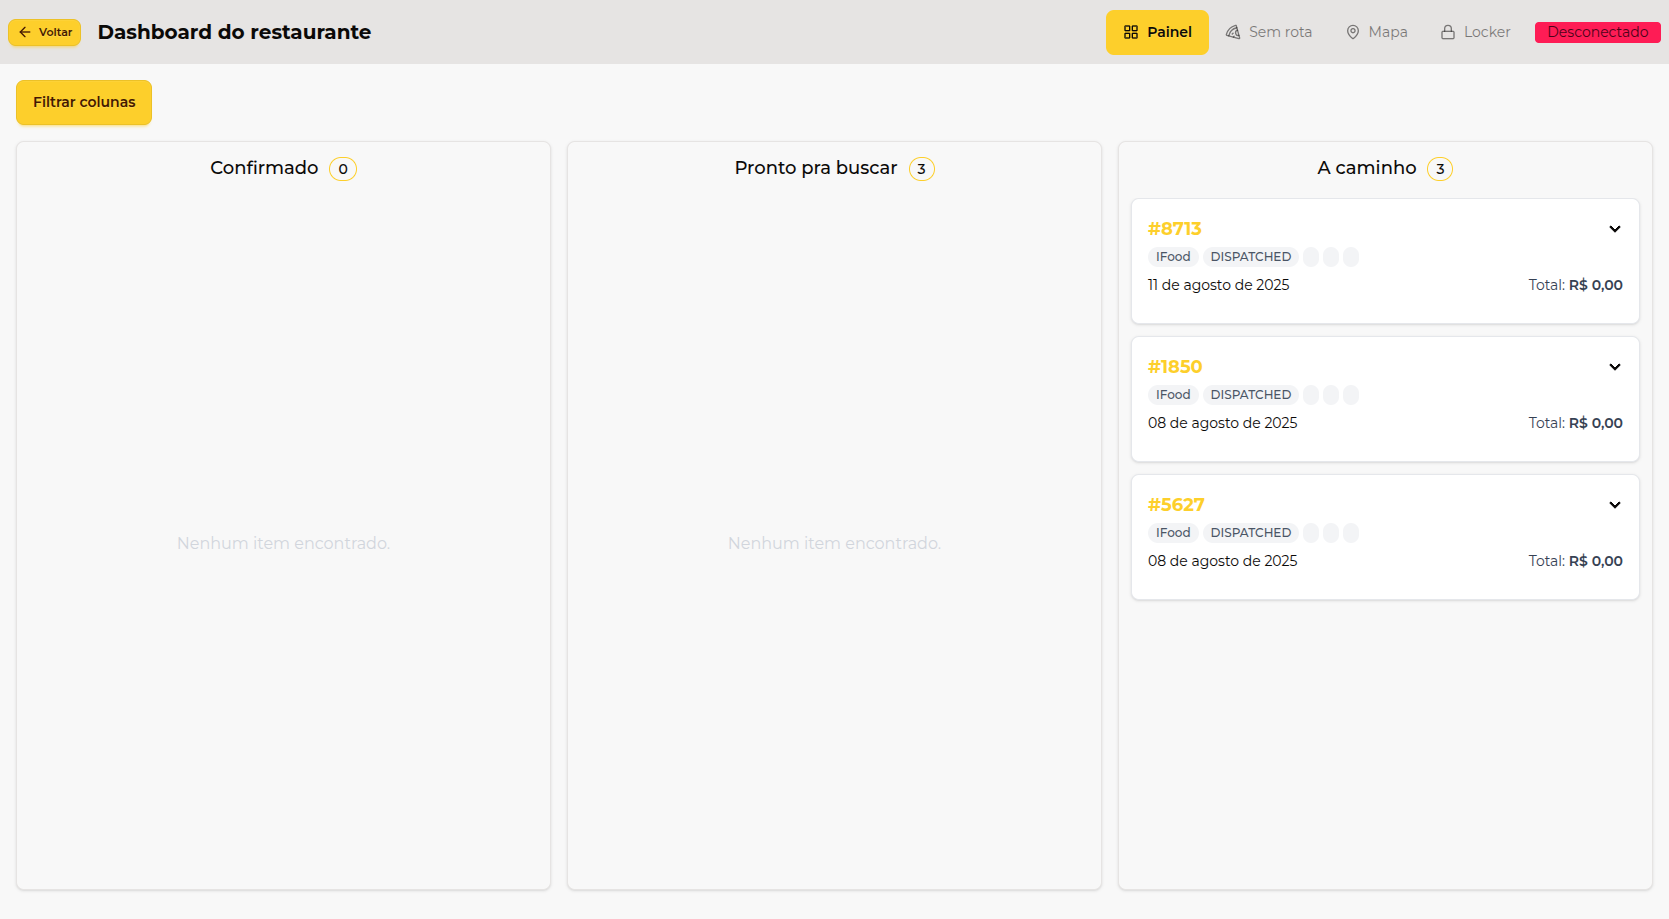 Voltar
Dashboard do restaurante
Painel
Sem rota
Mapa
Locker
Desconectado
Filtrar colunas
Confirmado 0
Nenhum item encontrado.
Pronto pra buscar 3
Nenhum item encontrado.
A caminho 3
#8713
IFood DISPATCHED
11 de agosto de 2025 Total: R$ 0,00
#1850
IFood DISPATCHED
08 de agosto de 2025 Total: R$ 0,00
#5627
IFood DISPATCHED
08 de agosto de 2025 Total: R$ 0,00